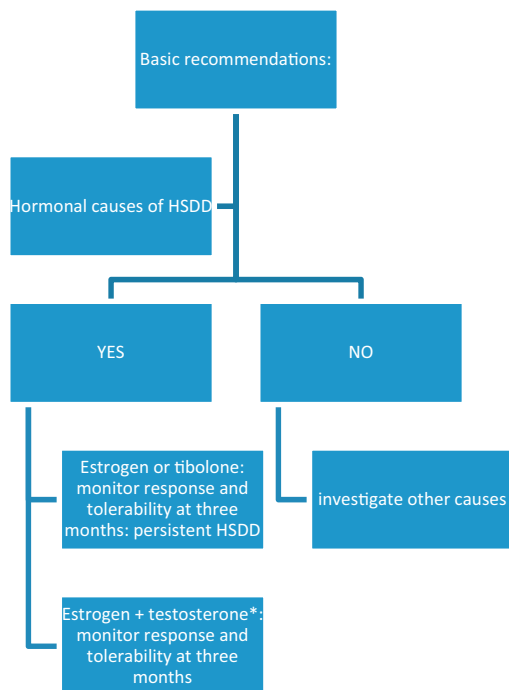 Basic recommendations:
Hormonal causes of HSDD
YES
NO
Estrogen or tibolone:
monitor response and
tolerability at three
months: persistent HSDD
investigate other causes
Estrogen + testosterone*:
monitor response and
tolerability at three
months